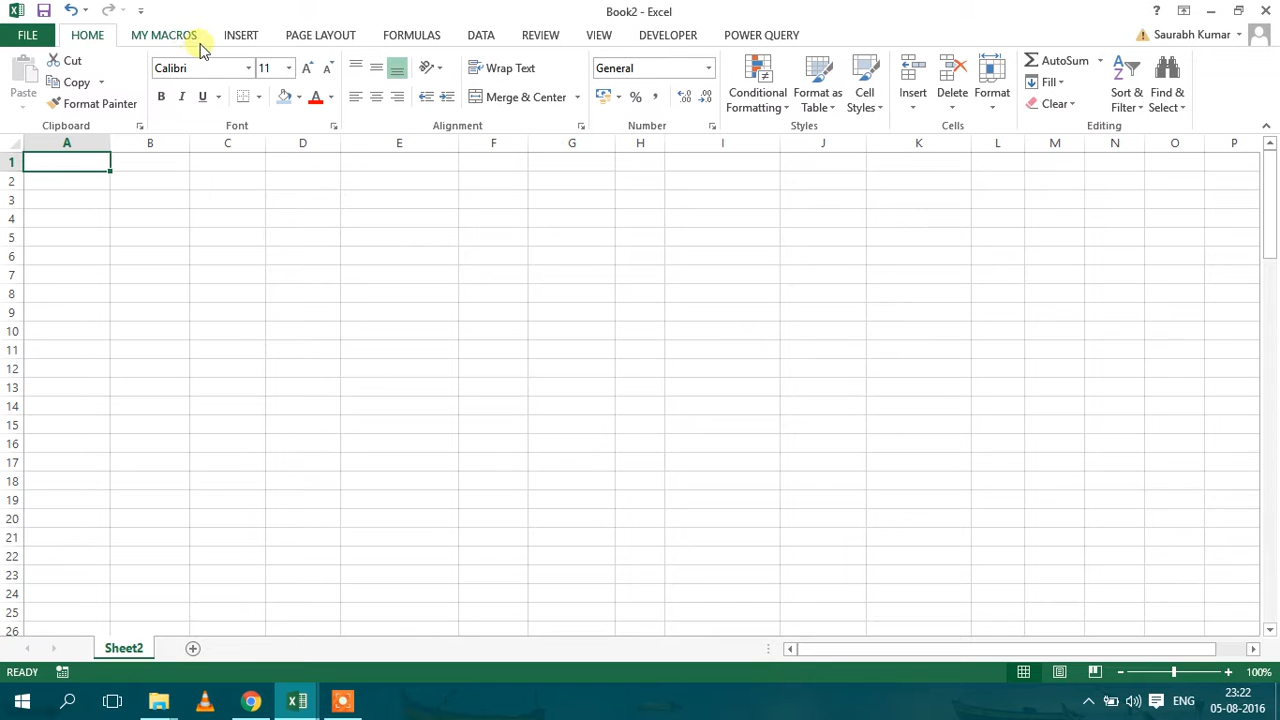 Book2 - Excel
FILE HOME MY MACROS INSERT PAGE LAYOUT FORMULAS DATA REVIEW VIEW DEVELOPER POWER QUERY Saurabh Kumar
Paste Cut Copy Format Painter
Clipboard
Calibri 11
B I U A
Font
Wrap Text
Merge & Center
Alignment
General
%
Number
Conditional Formatting
Format as Table
Cell Styles
Styles
Insert Delete Format
Cells
AutoSum
Fill
Clear
Sort & Filter
Find & Select
Editing
A B C D E F G H I J K L M N O P
1
2
3
4
5
6
7
8
9
10
11
12
13
14
15
16
17
18
19
20
21
22
23
24
25
26
Sheet2
READY 100%
ENG 23:22
05-08-2016